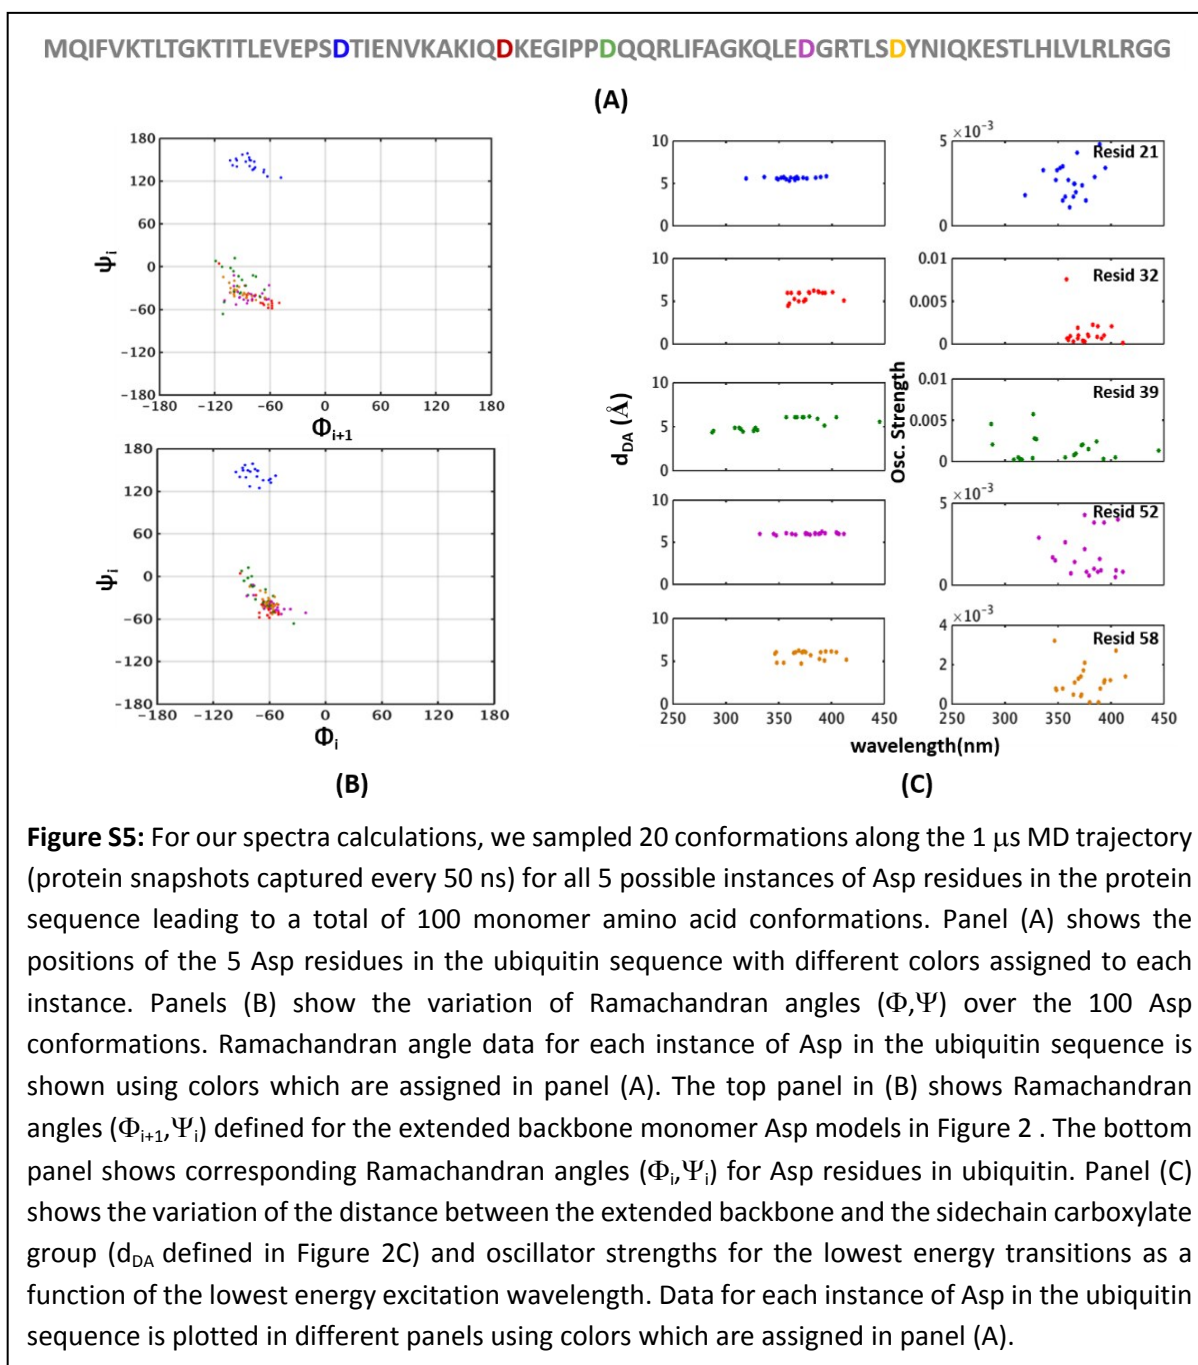 MQIFVKTLTGKTITLEVEPSDTIENVKAKIQDKEGIPPDQQRLIFAGKQLEDGRTLSDYNIQKESTLHLVLRLRGG
(A)
180
120
60
0
−60
−120
−180
ψi
−180 −120 −60 0 60 120 180
Φi+1
180
120
60
0
−60
−120
−180
ψi
−180 −120 −60 0 60 120 180
Φi
(B)
10
5
0
5 × 10⁻³
0
Resid 21
10
5
0
0.01
0.005
0
Resid 32
10
5
0
0.01
0.005
0
Resid 39
dDA (Å)
Osc. Strength
10
5
0
5 × 10⁻³
0
Resid 52
10
5
0
4 × 10⁻³
2
0
Resid 58
250 300 350 400 450
250 300 350 400 450
wavelength(nm)
(C)
Figure S5: For our spectra calculations, we sampled 20 conformations along the 1 μs MD trajectory
(protein snapshots captured every 50 ns) for all 5 possible instances of Asp residues in the protein
sequence leading to a total of 100 monomer amino acid conformations. Panel (A) shows the
positions of the 5 Asp residues in the ubiquitin sequence with different colors assigned to each
instance. Panels (B) show the variation of Ramachandran angles (Φ,Ψ) over the 100 Asp
conformations. Ramachandran angle data for each instance of Asp in the ubiquitin sequence is
shown using colors which are assigned in panel (A). The top panel in (B) shows Ramachandran
angles (Φi+1,Ψi) defined for the extended backbone monomer Asp models in Figure 2 . The bottom
panel shows corresponding Ramachandran angles (Φi,Ψi) for Asp residues in ubiquitin. Panel (C)
shows the variation of the distance between the extended backbone and the sidechain carboxylate
group (dDA defined in Figure 2C) and oscillator strengths for the lowest energy transitions as a
function of the lowest energy excitation wavelength. Data for each instance of Asp in the ubiquitin
sequence is plotted in different panels using colors which are assigned in panel (A).